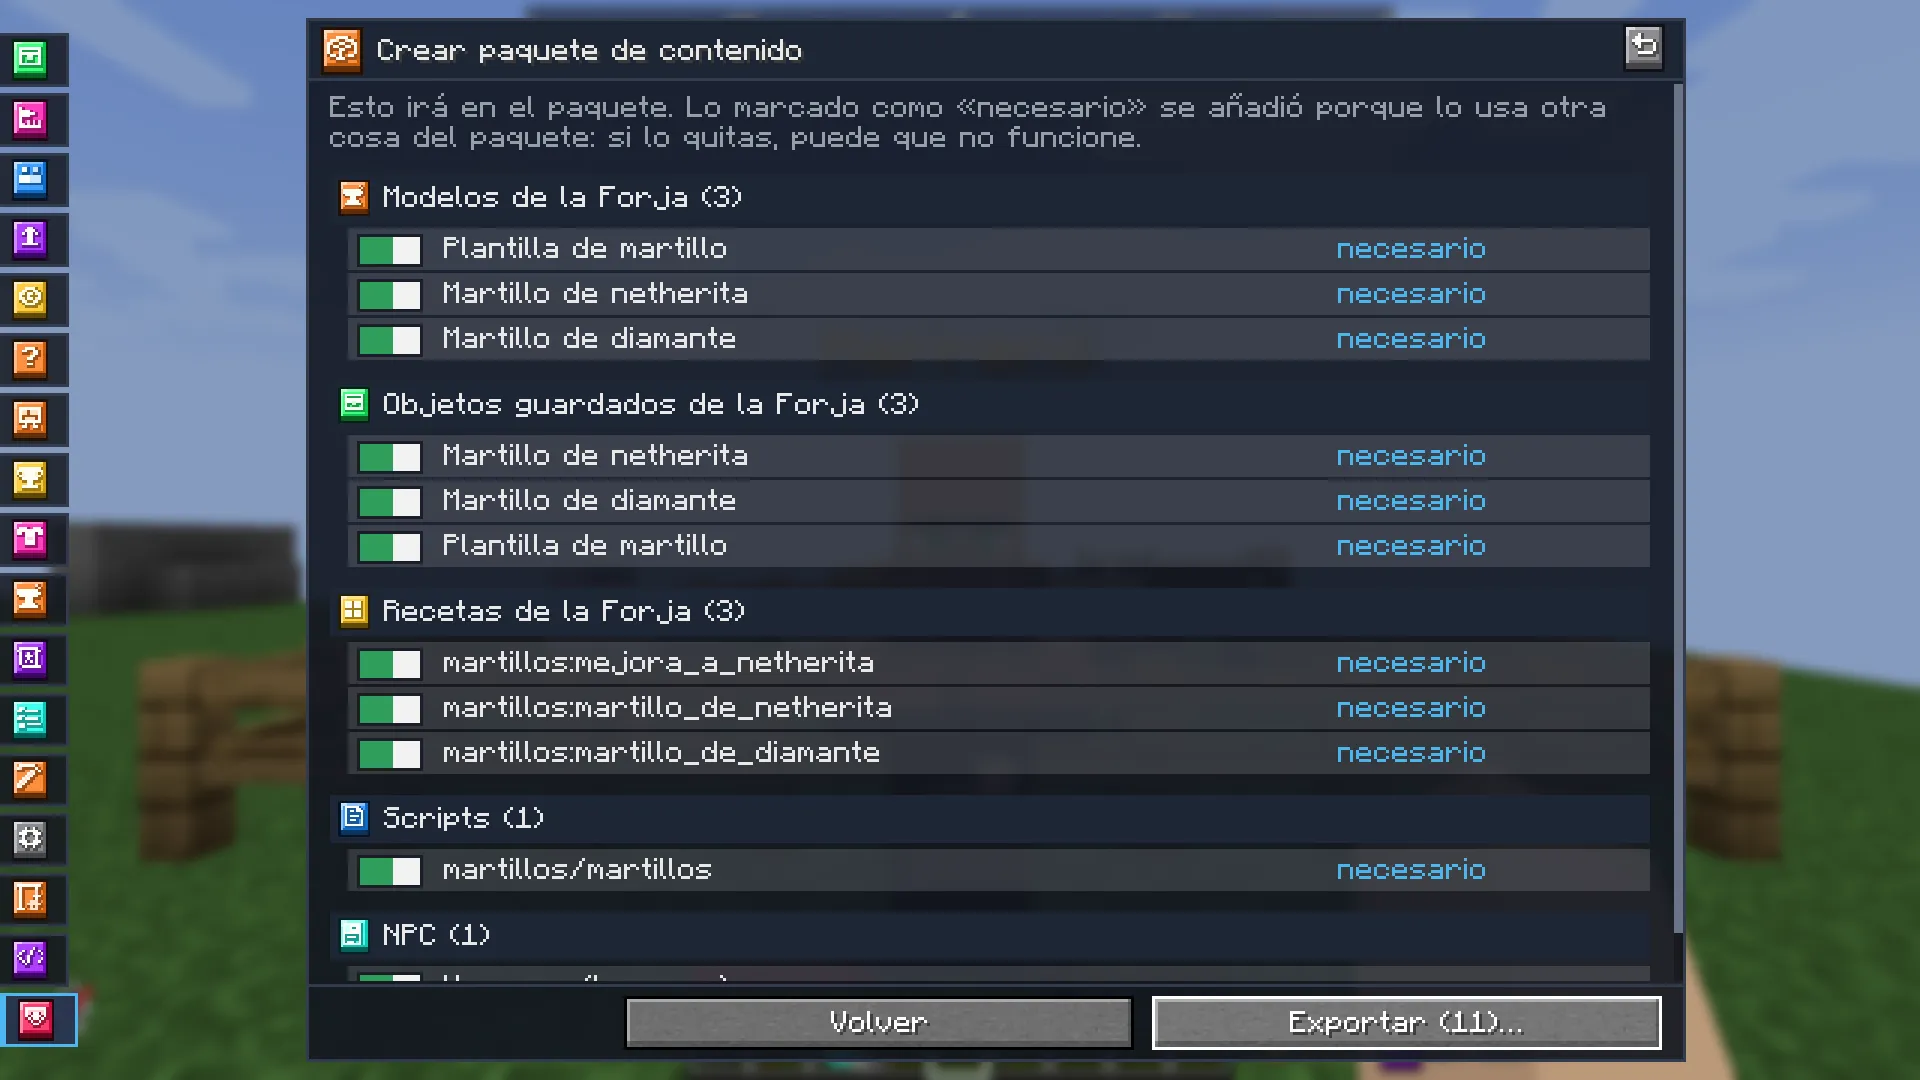 Crear paquete de contenido
Esto irá en el paquete. Lo marcado como «necesario» se añadió porque lo usa otra
cosa del paquete: si lo quitas, puede que no funcione.
Modelos de la Forja (3)
Plantilla de martillo necesario
Martillo de netherita necesario
Martillo de diamante necesario
Objetos guardados de la Forja (3)
Martillo de netherita necesario
Martillo de diamante necesario
Plantilla de martillo necesario
Recetas de la Forja (3)
martillos:mejora_a_netherita necesario
martillos:martillo_de_netherita necesario
martillos:martillo_de_diamante necesario
Scripts (1)
martillos/martillos necesario
NPC (1)
Volver
Exportar (11)...